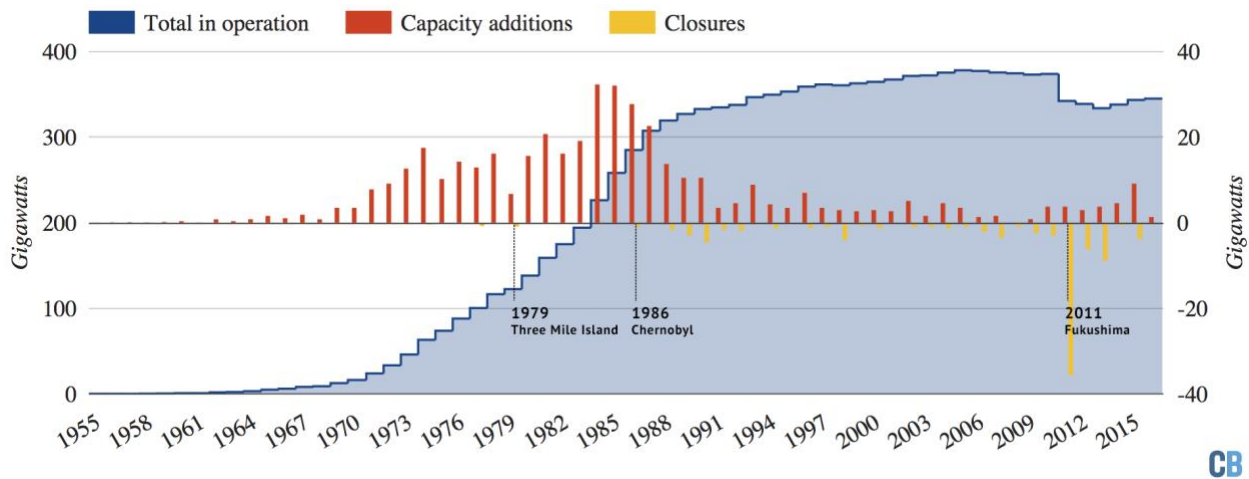 Total in operation Capacity additions Closures
400 40
300 20
200 0
100 -20
0 -40
Gigawatts
Gigawatts
1979
Three Mile Island
1986
Chernobyl
2011
Fukushima
1955 1958 1961 1964 1967 1970 1973 1976 1979 1982 1985 1988 1991 1994 1997 2000 2003 2006 2009 2012 2015
CB